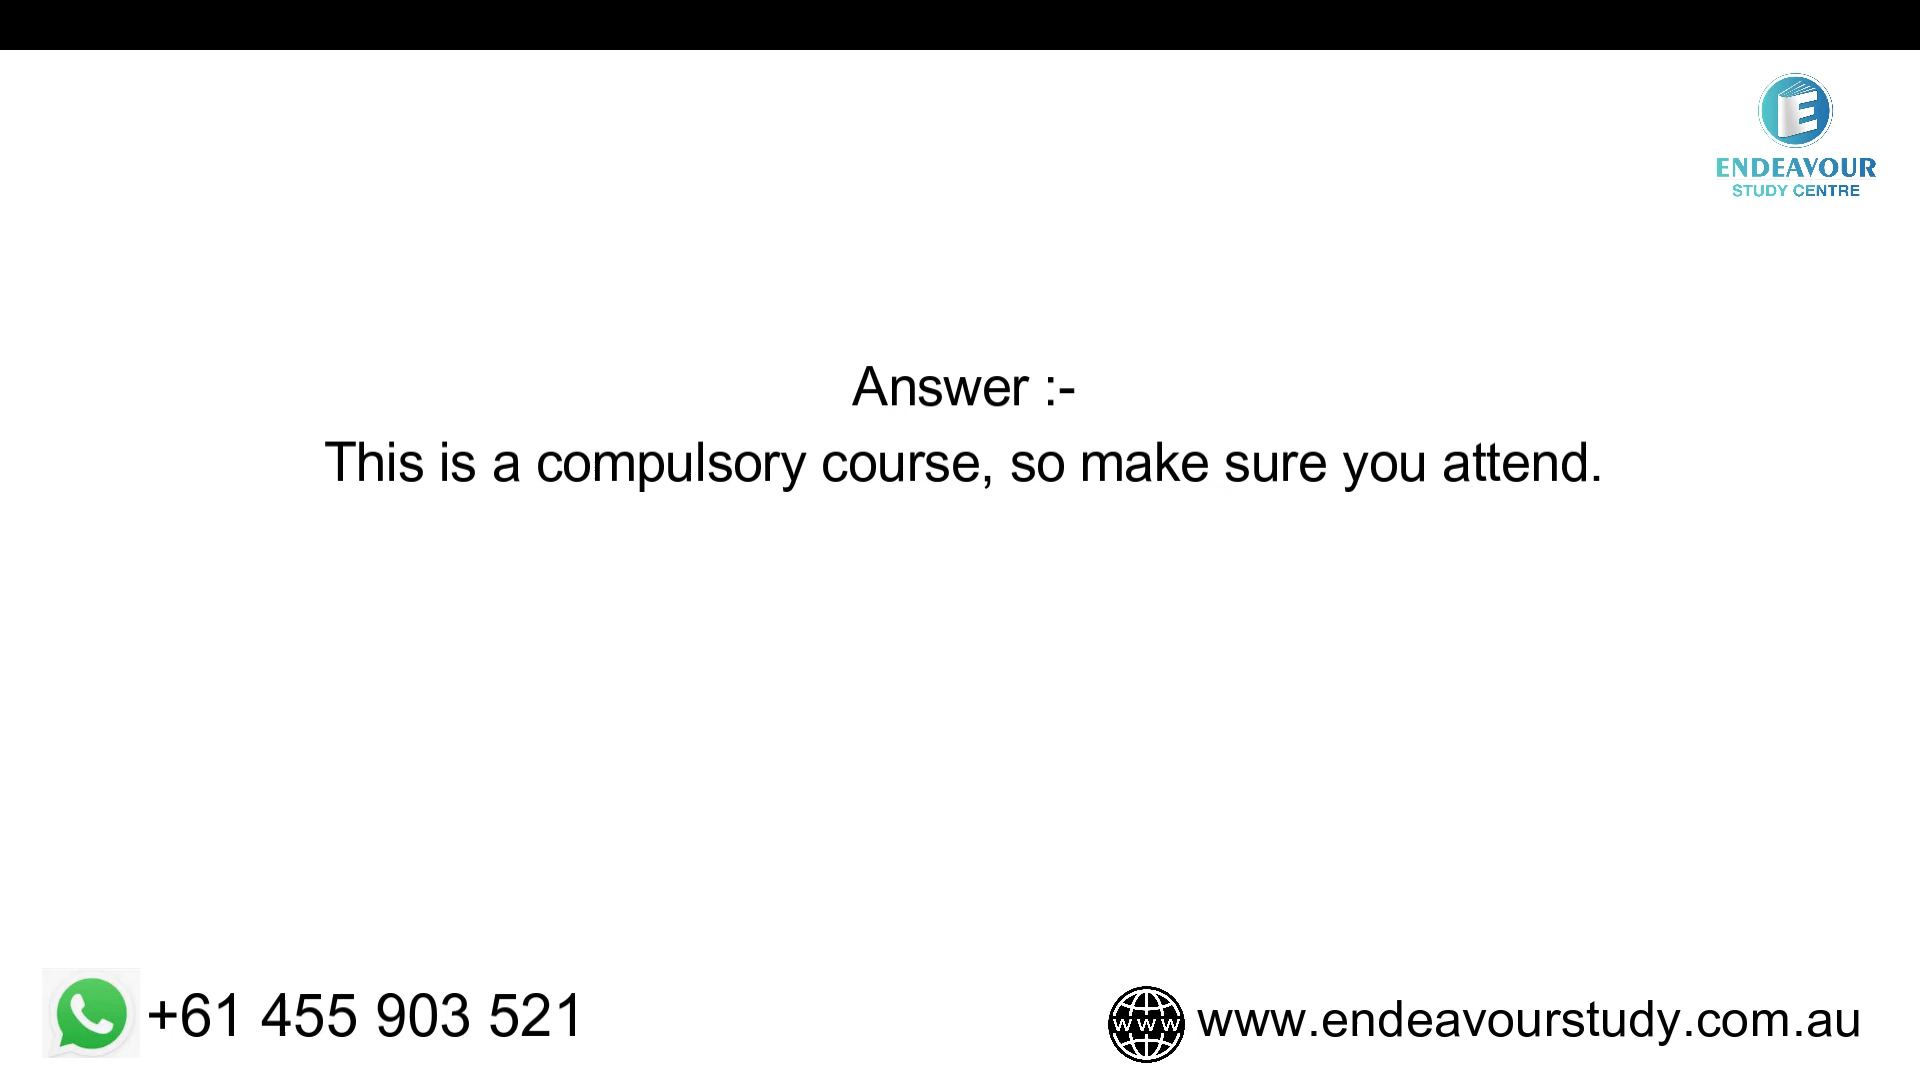 ENDEAVOUR
STUDY CENTRE
Answer :-
This is a compulsory course, so make sure you attend.
+61 455 903 521
www
www.endeavourstudy.com.au